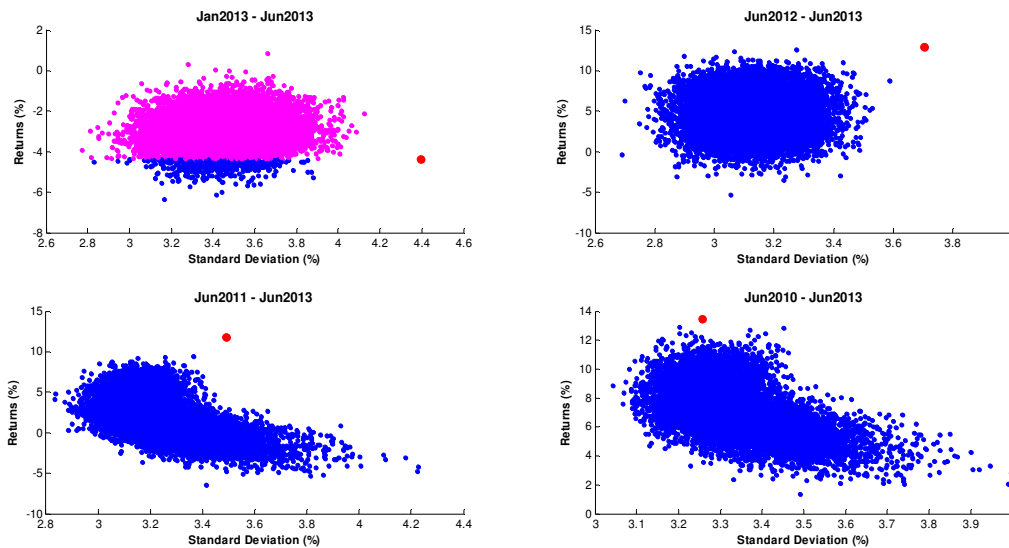 Jan2013 - Jun2013
2
0
-2
-4
-6
-8
Returns (%)
2.6 2.8 3 3.2 3.4 3.6 3.8 4 4.2 4.4 4.6
Standard Deviation (%)
Jun2012 - Jun2013
15
10
5
0
-5
-10
Returns (%)
2.6 2.8 3 3.2 3.4 3.6 3.8
Standard Deviation (%)
Jun2011 - Jun2013
15
10
5
0
-5
-10
Returns (%)
2.8 3 3.2 3.4 3.6 3.8 4 4.2 4.4
Standard Deviation (%)
Jun2010 - Jun2013
14
12
10
8
6
4
2
0
Returns (%)
3 3.1 3.2 3.3 3.4 3.5 3.6 3.7 3.8 3.9
Standard Deviation (%)